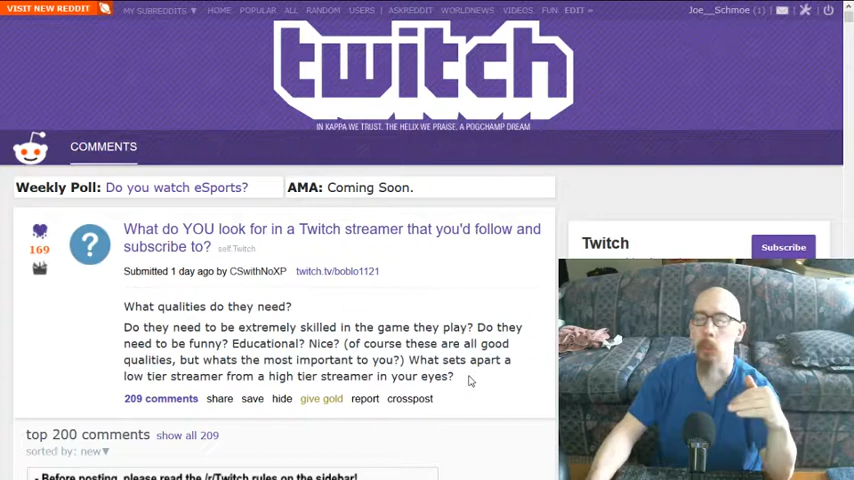 VISIT NEW REDDIT
MY SUBREDDITS ▼ HOME POPULAR ALL RANDOM USERS | ASKREDDIT WORLDNEWS VIDEOS FUN EDIT »
Joe__Schmoe (1) |
twitch
IN KAPPA WE TRUST, THE HELIX WE PRAISE, A POGCHAMP DREAM
COMMENTS
Weekly Poll: Do you watch eSports?
AMA: Coming Soon.
What do YOU look for in a Twitch streamer that you'd follow and
subscribe to? self.Twitch
169
Submitted 1 day ago by CSwithNoXP twitch.tv/boblo1121
What qualities do they need?
Do they need to be extremely skilled in the game they play? Do they
need to be funny? Educational? Nice? (of course these are all good
qualities, but whats the most important to you?) What sets apart a
low tier streamer from a high tier streamer in your eyes?
209 comments share save hide give gold report crosspost
Twitch
Subscribe
top 200 comments show all 209
sorted by: new▼
- Before posting, please read the /r/Twitch rules on the sidebar!